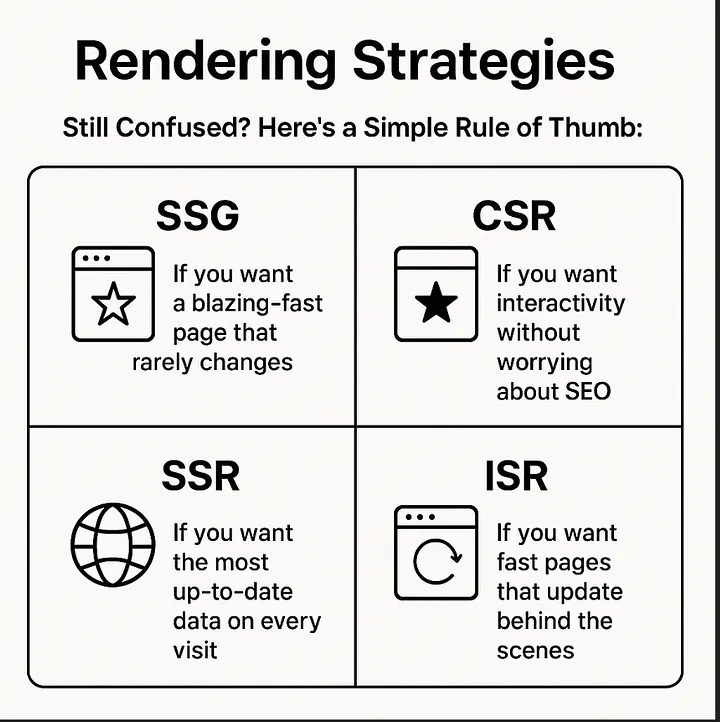 Rendering Strategies
Still Confused? Here's a Simple Rule of Thumb:
SSG
If you want
a blazing-fast
page that
rarely changes
CSR
If you want
interactivity
without
worrying
about SEO
SSR
If you want
the most
up-to-date
data on every
visit
ISR
If you want
fast pages
that update
behind the
scenes